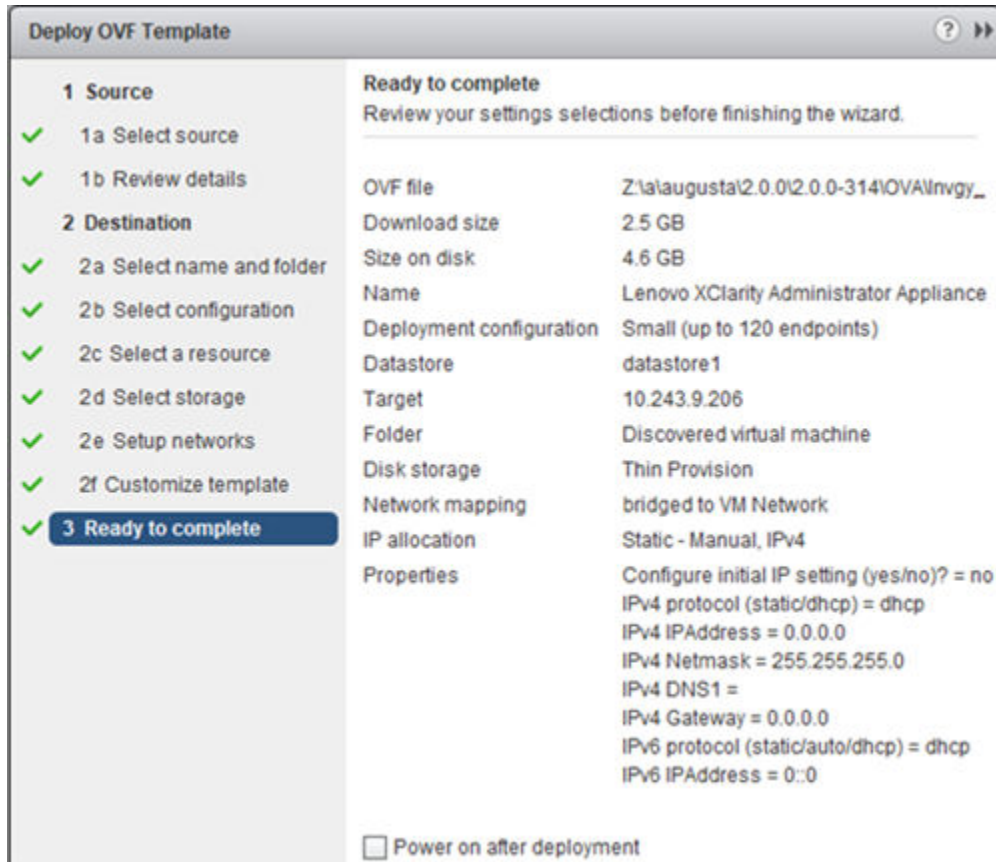 Deploy OVF Template
1 Source
1a Select source
1b Review details
2 Destination
2a Select name and folder
2b Select configuration
2c Select a resource
2d Select storage
2e Setup networks
2f Customize template
3 Ready to complete
Ready to complete
Review your settings selections before finishing the wizard.
OVF file Z:\a\augusta\2.0.0\2.0.0-314\OVA\lnvgy_
Download size 2.5 GB
Size on disk 4.6 GB
Name Lenovo XClarity Administrator Appliance
Deployment configuration Small (up to 120 endpoints)
Datastore datastore1
Target 10.243.9.206
Folder Discovered virtual machine
Disk storage Thin Provision
Network mapping bridged to VM Network
IP allocation Static - Manual, IPv4
Properties Configure initial IP setting (yes/no)? = no
IPv4 protocol (static/dhcp) = dhcp
IPv4 IPAddress = 0.0.0.0
IPv4 Netmask = 255.255.255.0
IPv4 DNS1 =
IPv4 Gateway = 0.0.0.0
IPv6 protocol (static/auto/dhcp) = dhcp
IPv6 IPAddress = 0::0
Power on after deployment